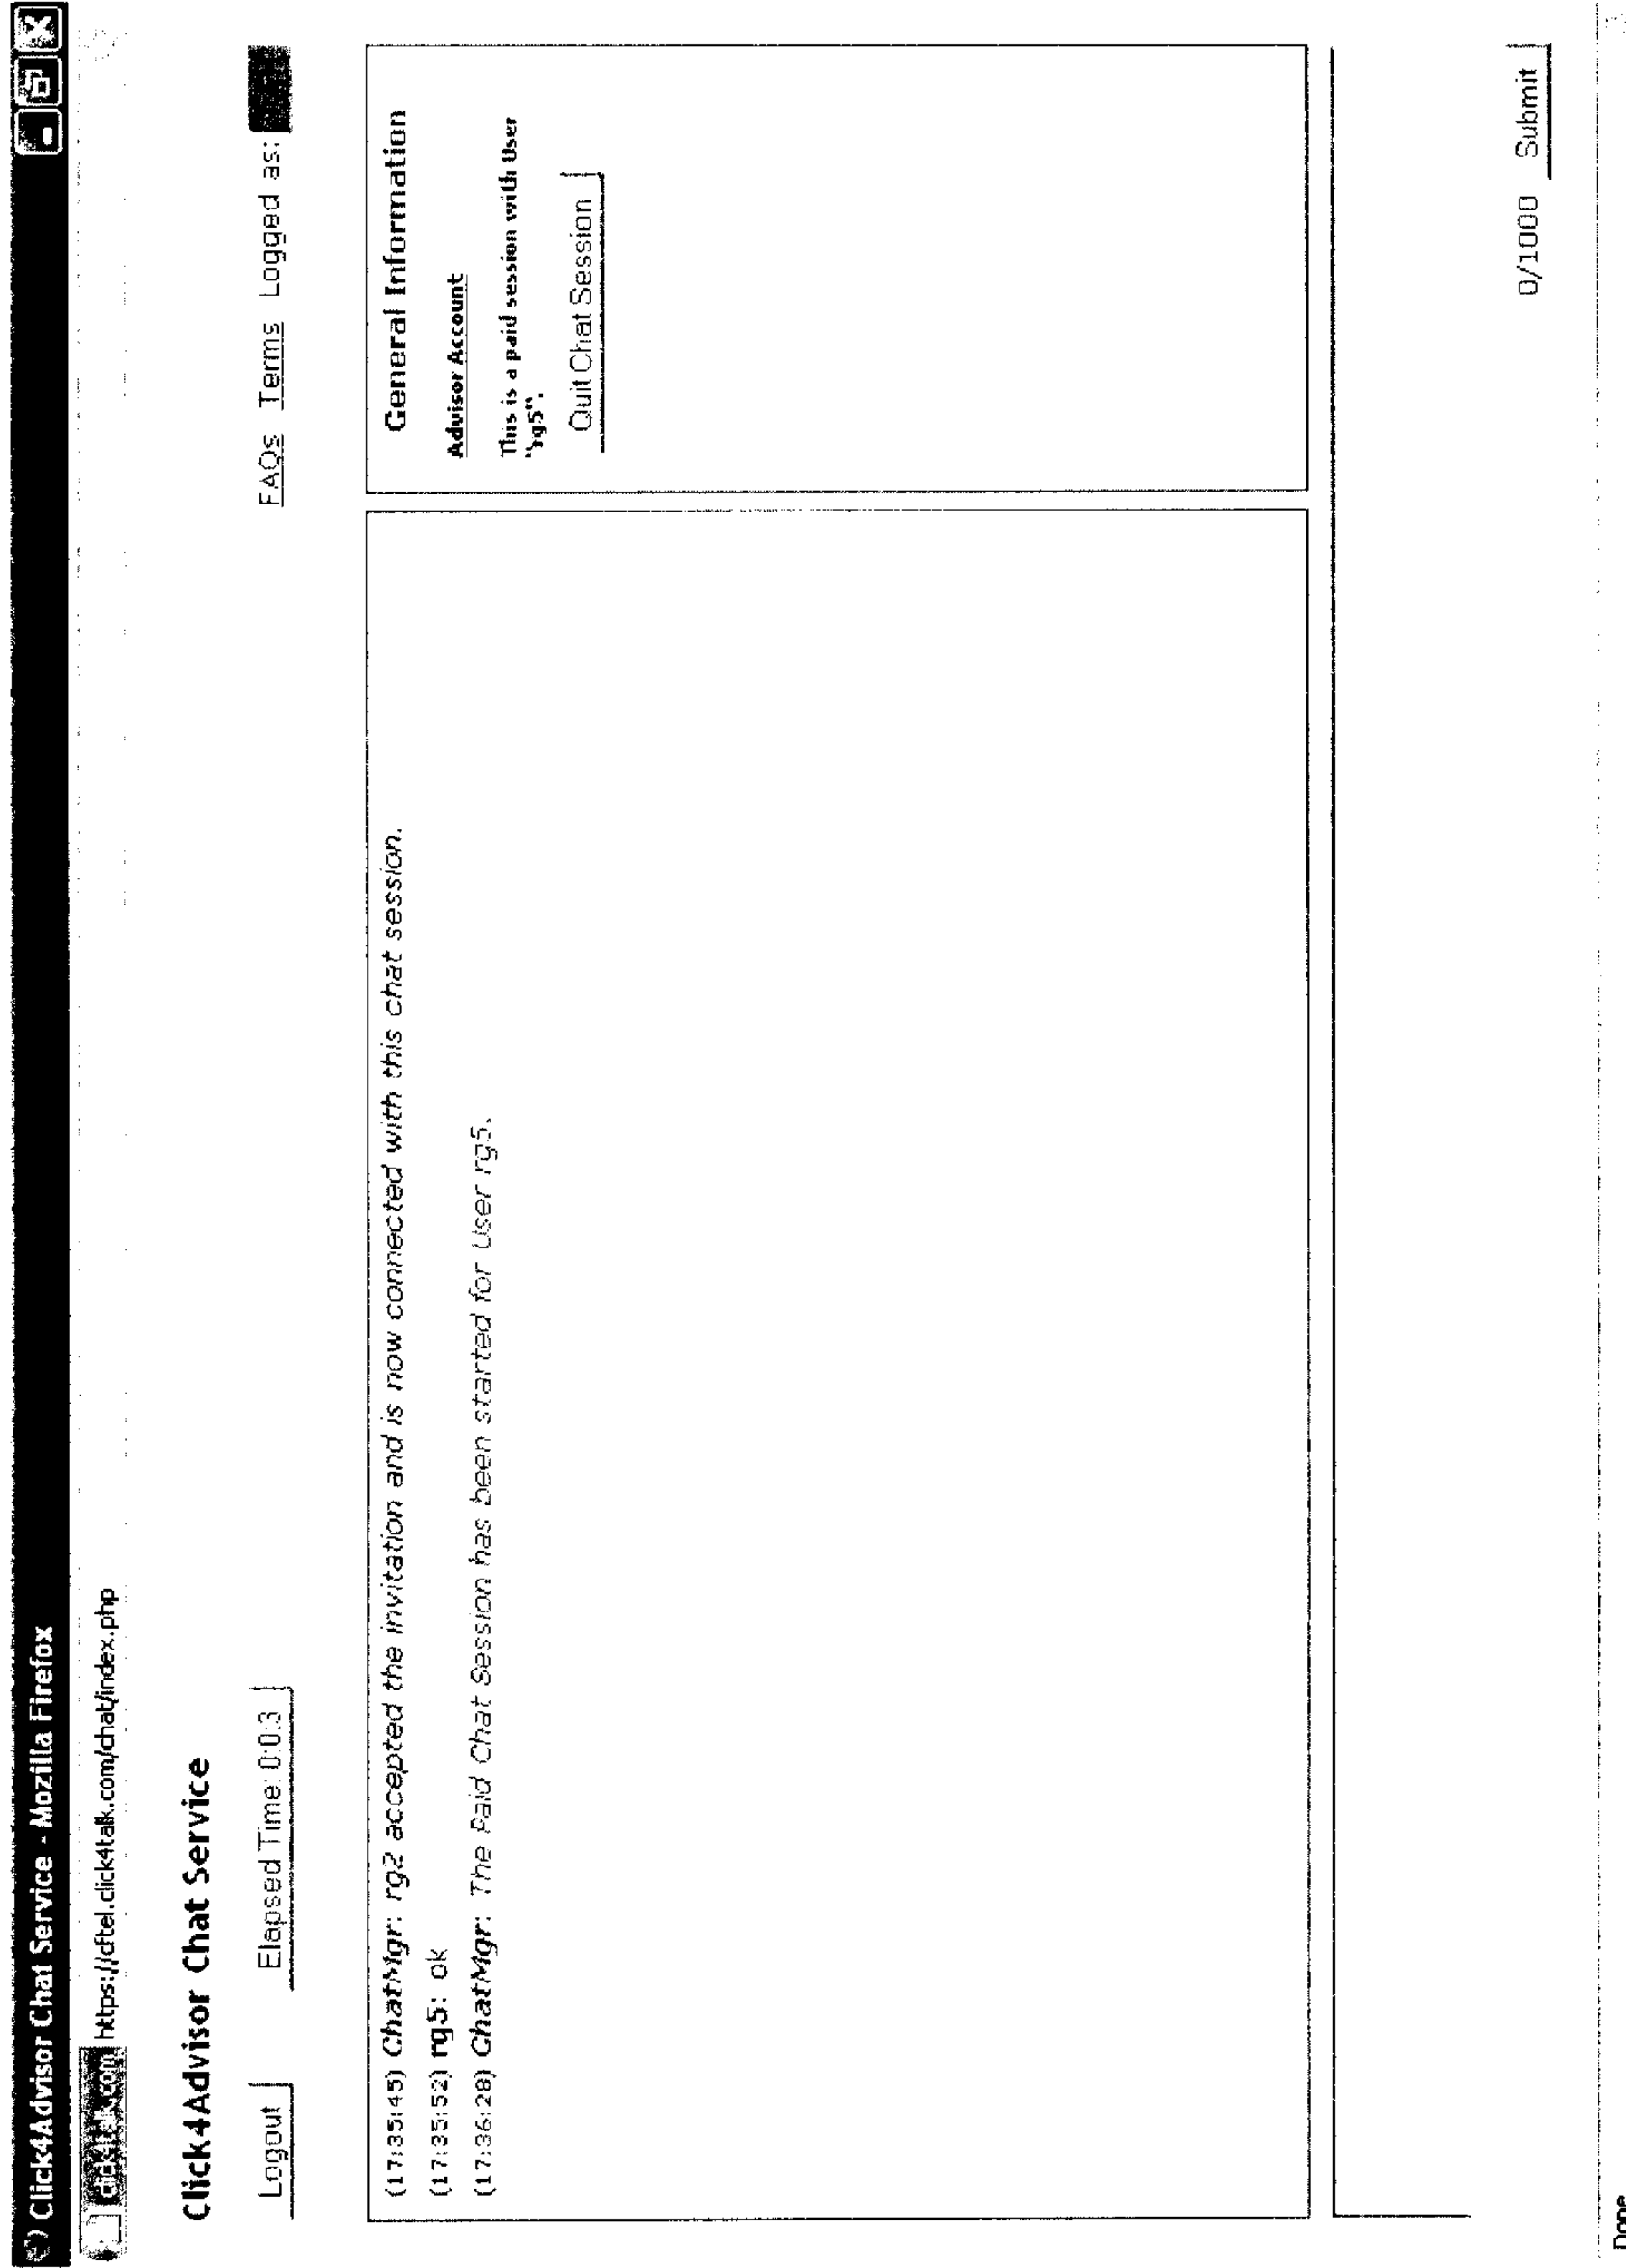 Click4Advisor Chat Service - Mozilla Firefox
click4talk.com https://cftel.click4talk.com/chat/index.php
Click4Advisor Chat Service
Logout Elapsed Time: 0:0:3 FAQs Terms Logged as:
(17:35:45) ChatMgr: rg2 accepted the invitation and is now connected with this chat session.
(17:35:52) rg5: ok
(17:36:28) ChatMgr: The Paid Chat Session has been started for User rg5.
General Information
Advisor Account
This is a paid session with User
"rg5".
Quit Chat Session
0/1000 Submit
Done